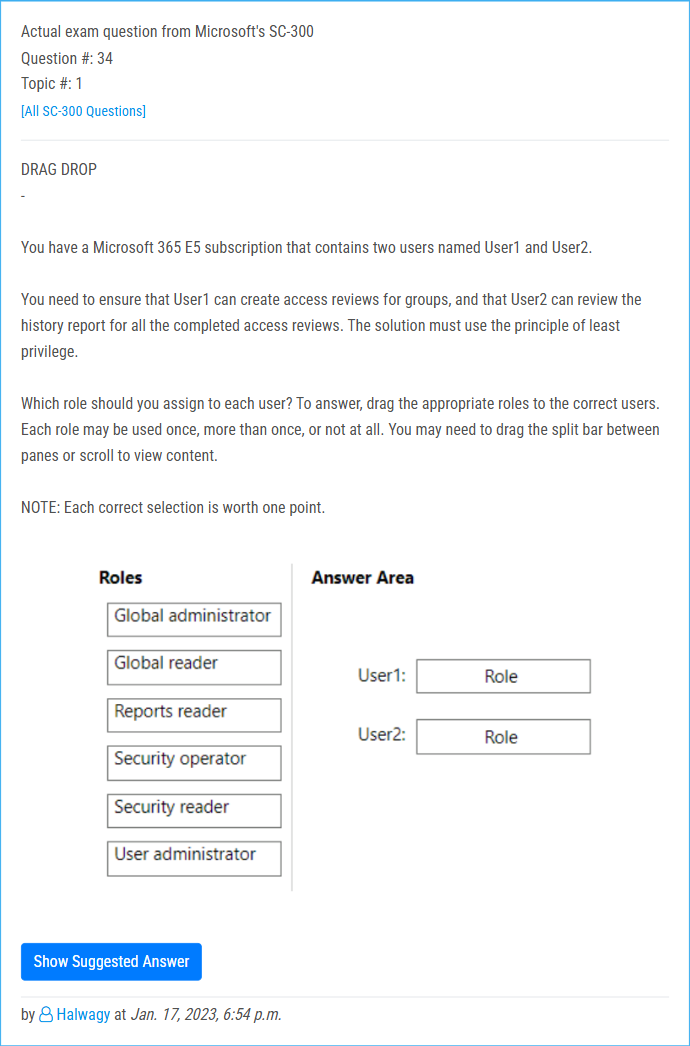 Actual exam question from Microsoft's SC-300
Question #: 34
Topic #: 1
[All SC-300 Questions]
DRAG DROP
-
You have a Microsoft 365 E5 subscription that contains two users named User1 and User2.
You need to ensure that User1 can create access reviews for groups, and that User2 can review the
history report for all the completed access reviews. The solution must use the principle of least
privilege.
Which role should you assign to each user? To answer, drag the appropriate roles to the correct users.
Each role may be used once, more than once, or not at all. You may need to drag the split bar between
panes or scroll to view content.
NOTE: Each correct selection is worth one point.
Roles
Global administrator
Global reader
Reports reader
Security operator
Security reader
User administrator
Answer Area
User1: Role
User2: Role
Show Suggested Answer
by Halwagy at Jan. 17, 2023, 6:54 p.m.